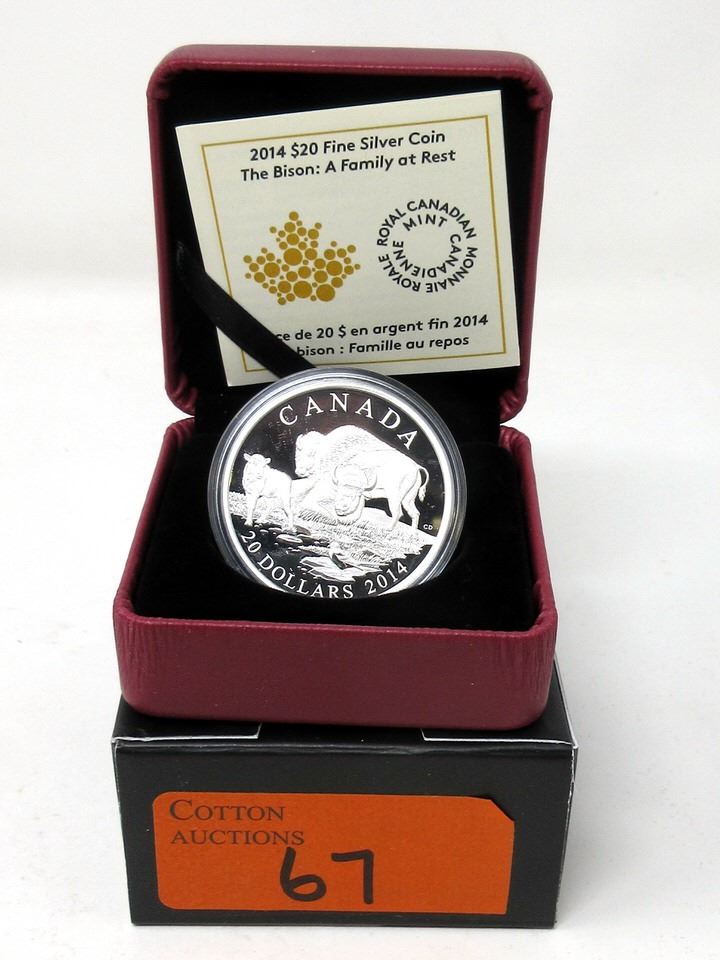 2014 $20 Fine Silver Coin
The Bison: A Family at Rest
ROYAL CANADIAN MINT
MONNAIE ROYALE CANADIENNE
ce de 20 $ en argent fin 2014
bison : Famille au repos
CANADA
CD
20 DOLLARS 2014
COTTON
AUCTIONS
67